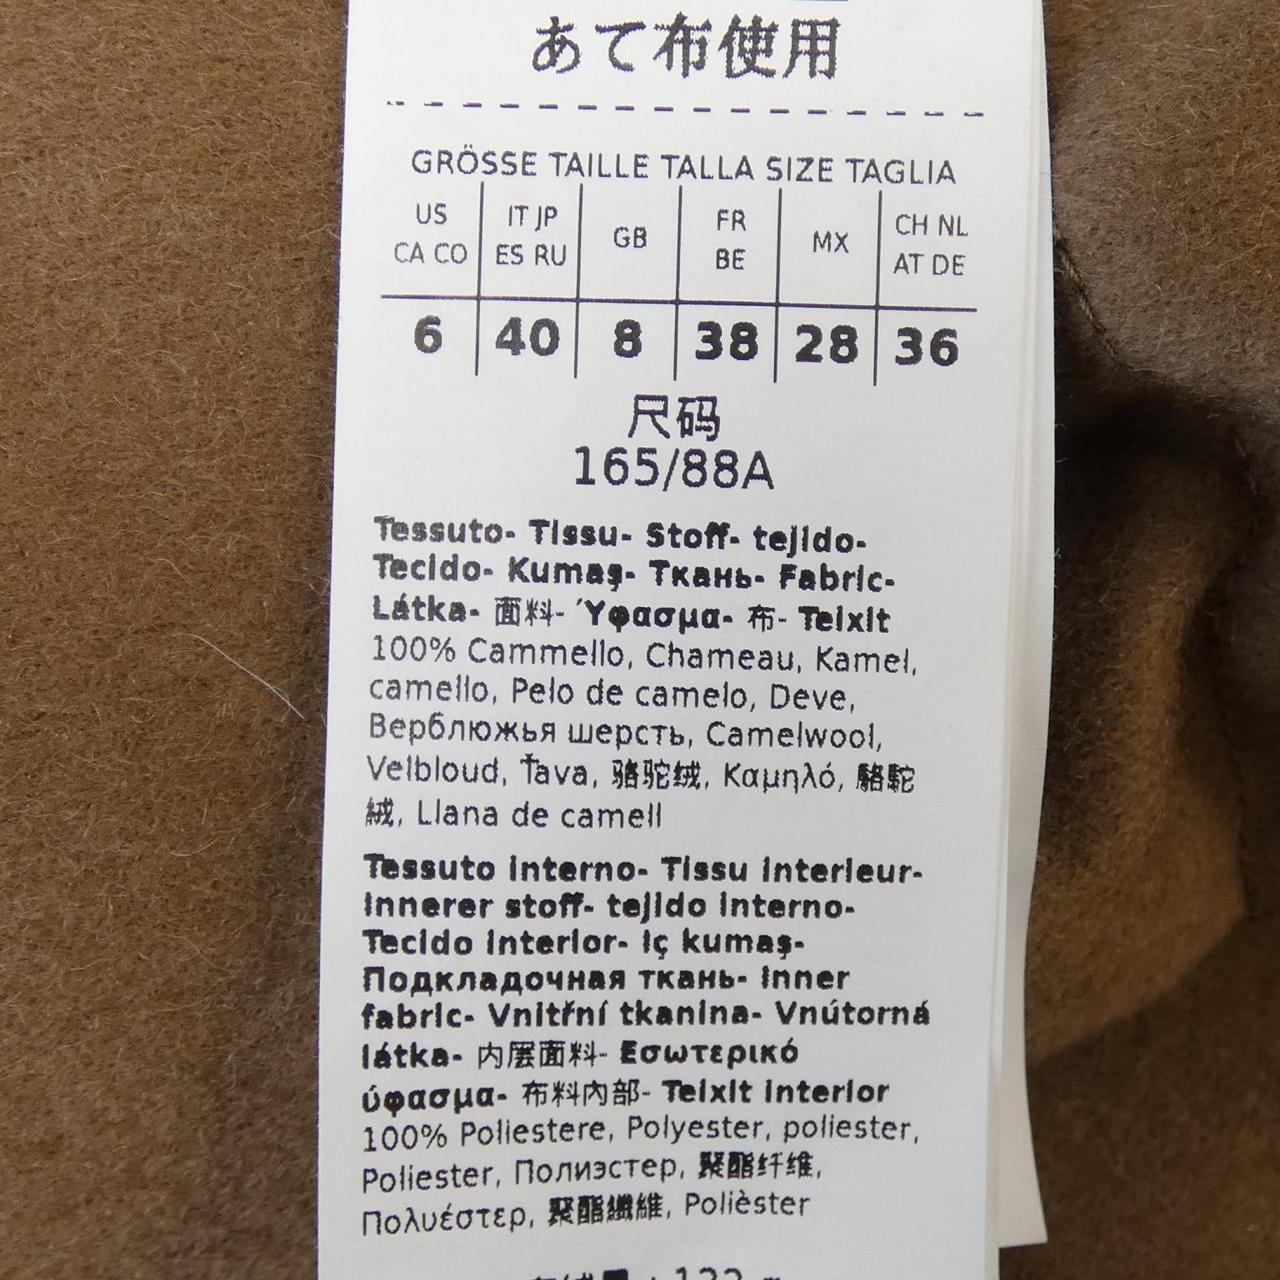 あて布使用
GRÖSSE TAILLE TALLA SIZE TAGLIA
US CA CO IT JP ES RU GB FR BE MX CH NL AT DE
6 40 8 38 28 36
尺码
165/88A
Tessuto- Tissu- Stoff- tejido-
Tecido- Kumaş- Ткань- Fabric-
Látka- 面料- Ύφασμα- 布- Teixit
100% Cammello, Chameau, Kamel,
camello, Pelo de camelo, Deve,
Верблюжья шерсть, Camelwool,
Velbloud, Ťava, 骆驼绒, Καμηλό, 駱駝
絨, Llana de camell
Tessuto interno- Tissu interieur-
Innerer stoff- tejido interno-
Tecido interior- Iç kumaş-
Подкладочная ткань- Inner
fabric- Vnitřní tkanina- Vnútorná
látka- 内层面料- Εσωτερικό
ύφασμα- 布料內部- Teixit interior
100% Poliestere, Polyester, poliester,
Poliester, Полиэстер, 聚酯纤维,
Πολυέστερ, 聚酯纖維, Polièster